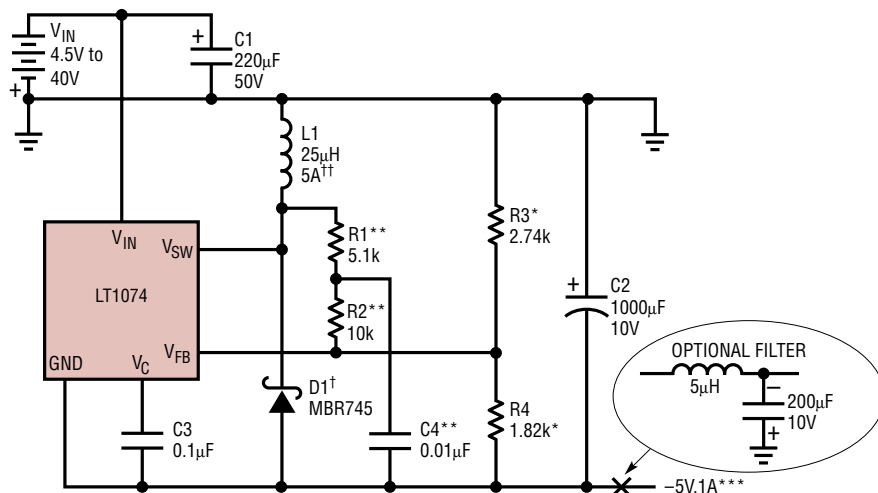 VIN
4.5V to
40V
+
+
C1
220µF
50V
L1
25µH
5A††
R1**
5.1k
R2**
10k
R3*
2.74k
R4
1.82k*
+
C2
1000µF
10V
VIN
VSW
LT1074
GND
VC
VFB
C3
0.1µF
D1†
MBR745
C4**
0.01µF
OPTIONAL FILTER
5µH
–
200µF
10V
+
–5V,1A***